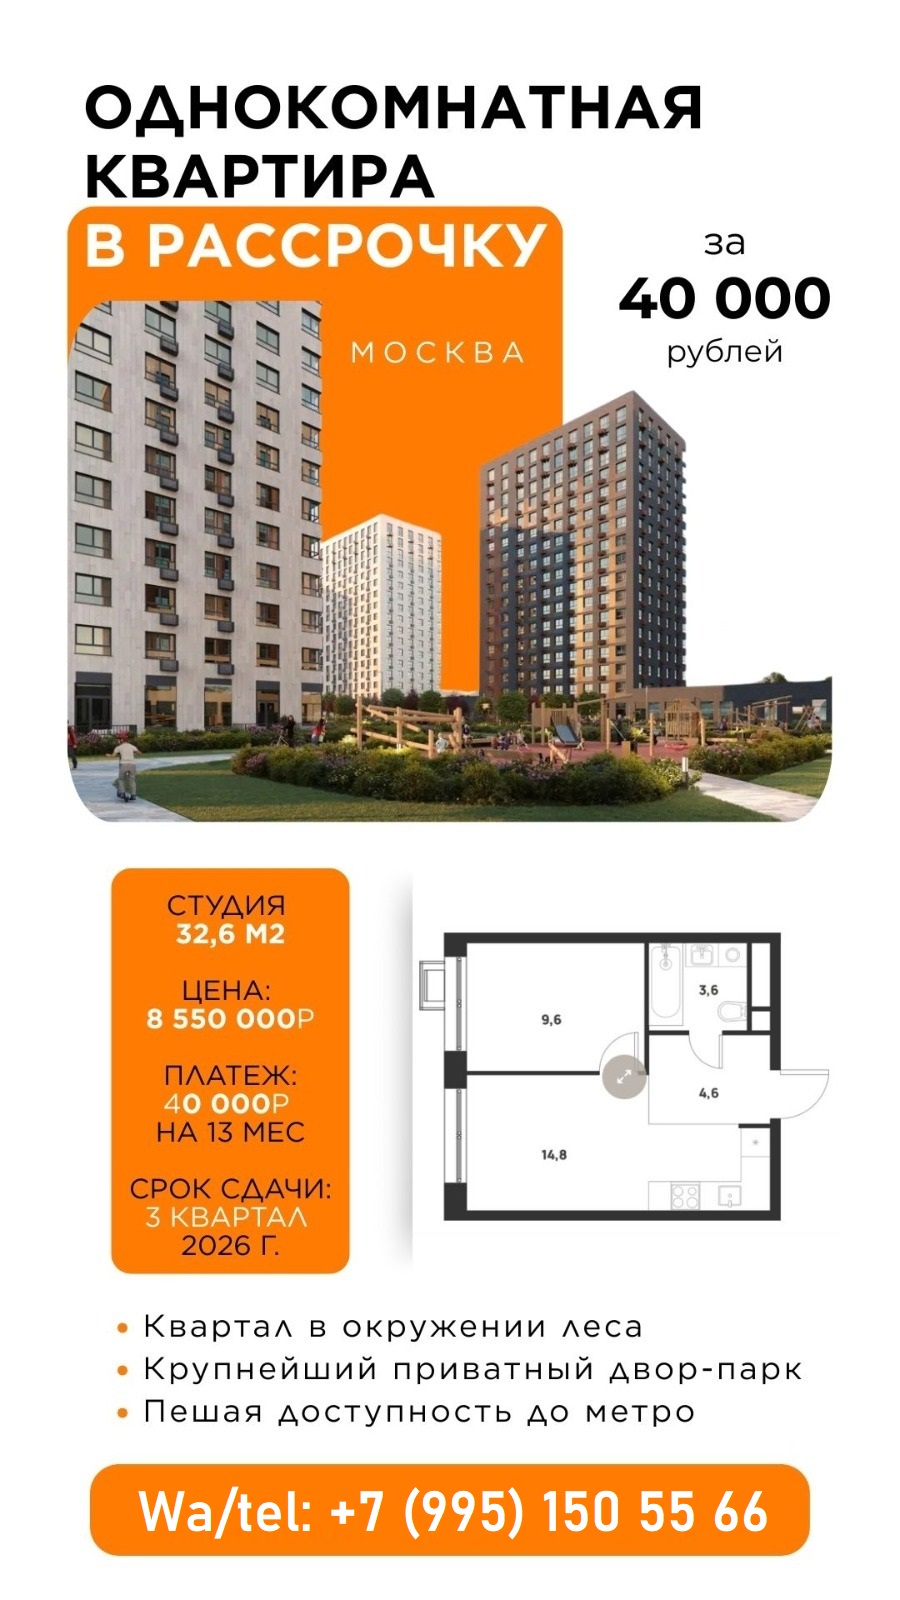 ОДНОКОМНАТНАЯ
КВАРТИРА
В РАССРОЧКУ
за
40 000
рублей
МОСКВА
СТУДИЯ
32,6 М2
ЦЕНА:
8 550 000Р
ПЛАТЕЖ:
40 000Р
НА 13 МЕС
СРОК СДАЧИ:
3 КВАРТАЛ
2026 Г.
9,6
3,6
4,6
14,8
• Квартал в окружении леса
• Крупнейший приватный двор-парк
• Пешая доступность до метро
Wa/tel: +7 (995) 150 55 66